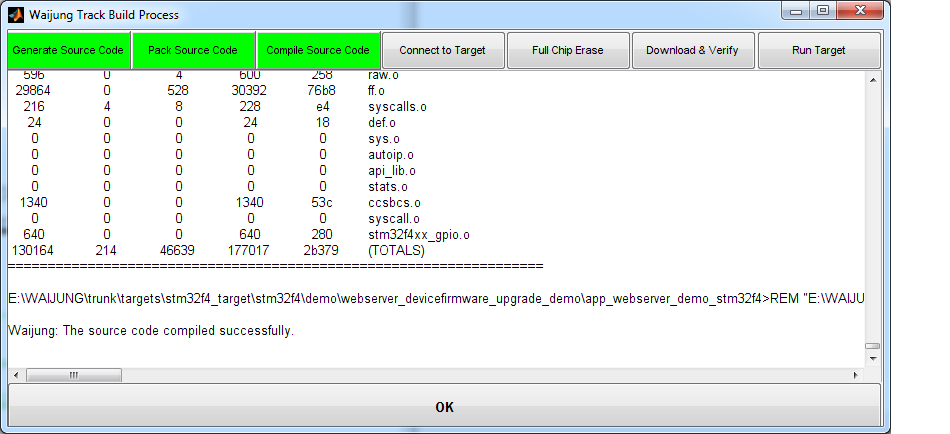 Waijung Track Build Process
Generate Source Code Pack Source Code Compile Source Code Connect to Target Full Chip Erase Download & Verify Run Target
596 0 4 600 258 raw.o
29864 0 528 30392 76b8 ff.o
216 4 8 228 e4 syscalls.o
24 0 0 24 18 def.o
0 0 0 0 0 sys.o
0 0 0 0 0 autoip.o
0 0 0 0 0 api_lib.o
0 0 0 0 0 stats.o
1340 0 0 1340 53c ccsbcs.o
0 0 0 0 0 syscall.o
640 0 0 640 280 stm32f4xx_gpio.o
130164 214 46639 177017 2b379 (TOTALS)
===================================================================
E:\WAIJUNG\trunk\targets\stm32f4_target\stm32f4\demo\webserver_devicefirmware_upgrade_demo\app_webserver_demo_stm32f4>REM "E:\WAIJU
Waijung: The source code compiled successfully.
OK